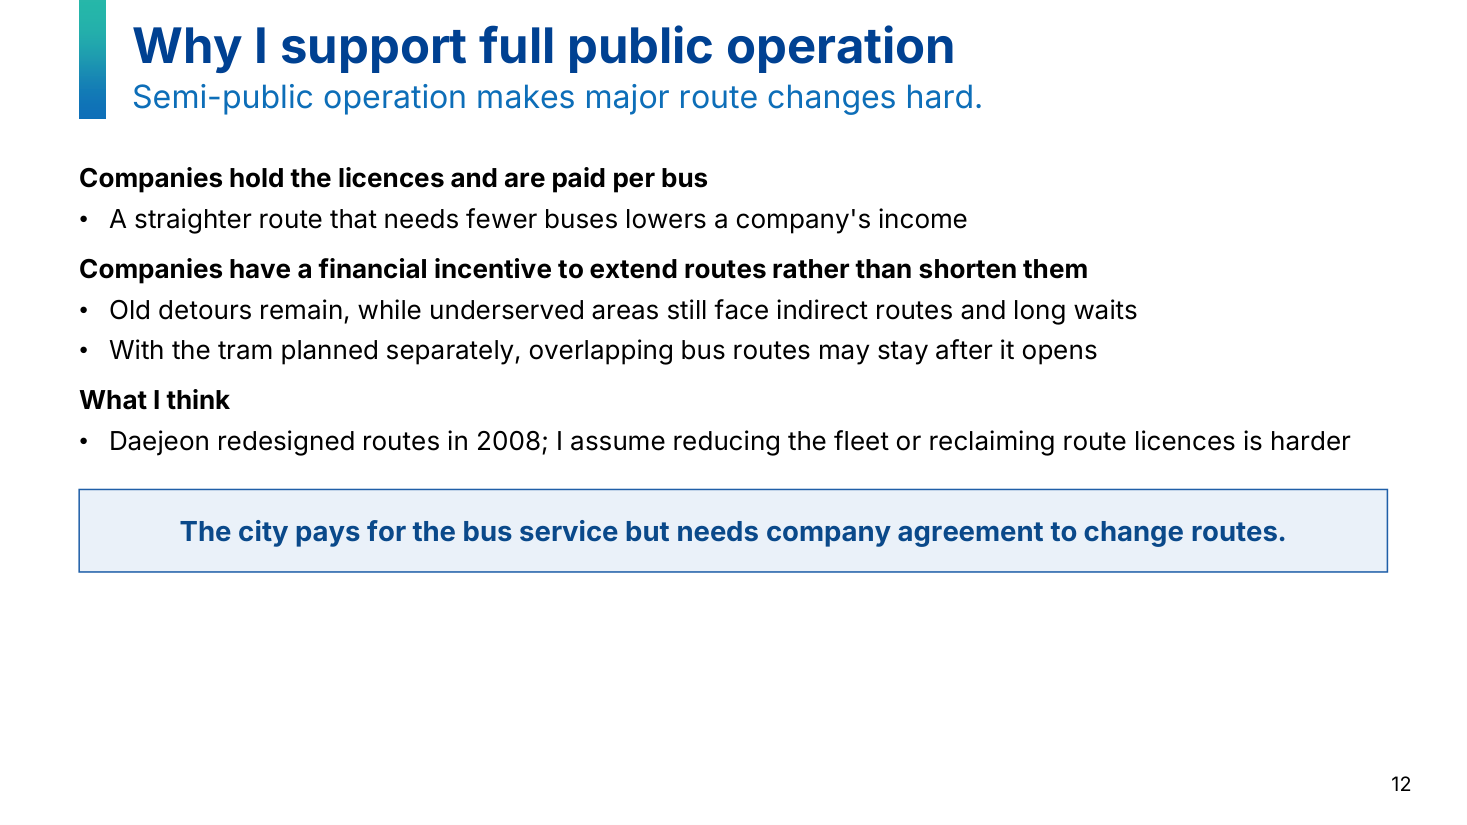 Why I support full public operation
Semi-public operation makes major route changes hard.
Companies hold the licences and are paid per bus
• A straighter route that needs fewer buses lowers a company's income
Companies have a financial incentive to extend routes rather than shorten them
• Old detours remain, while underserved areas still face indirect routes and long waits
• With the tram planned separately, overlapping bus routes may stay after it opens
What I think
• Daejeon redesigned routes in 2008; I assume reducing the fleet or reclaiming route licences is harder
The city pays for the bus service but needs company agreement to change routes.
12